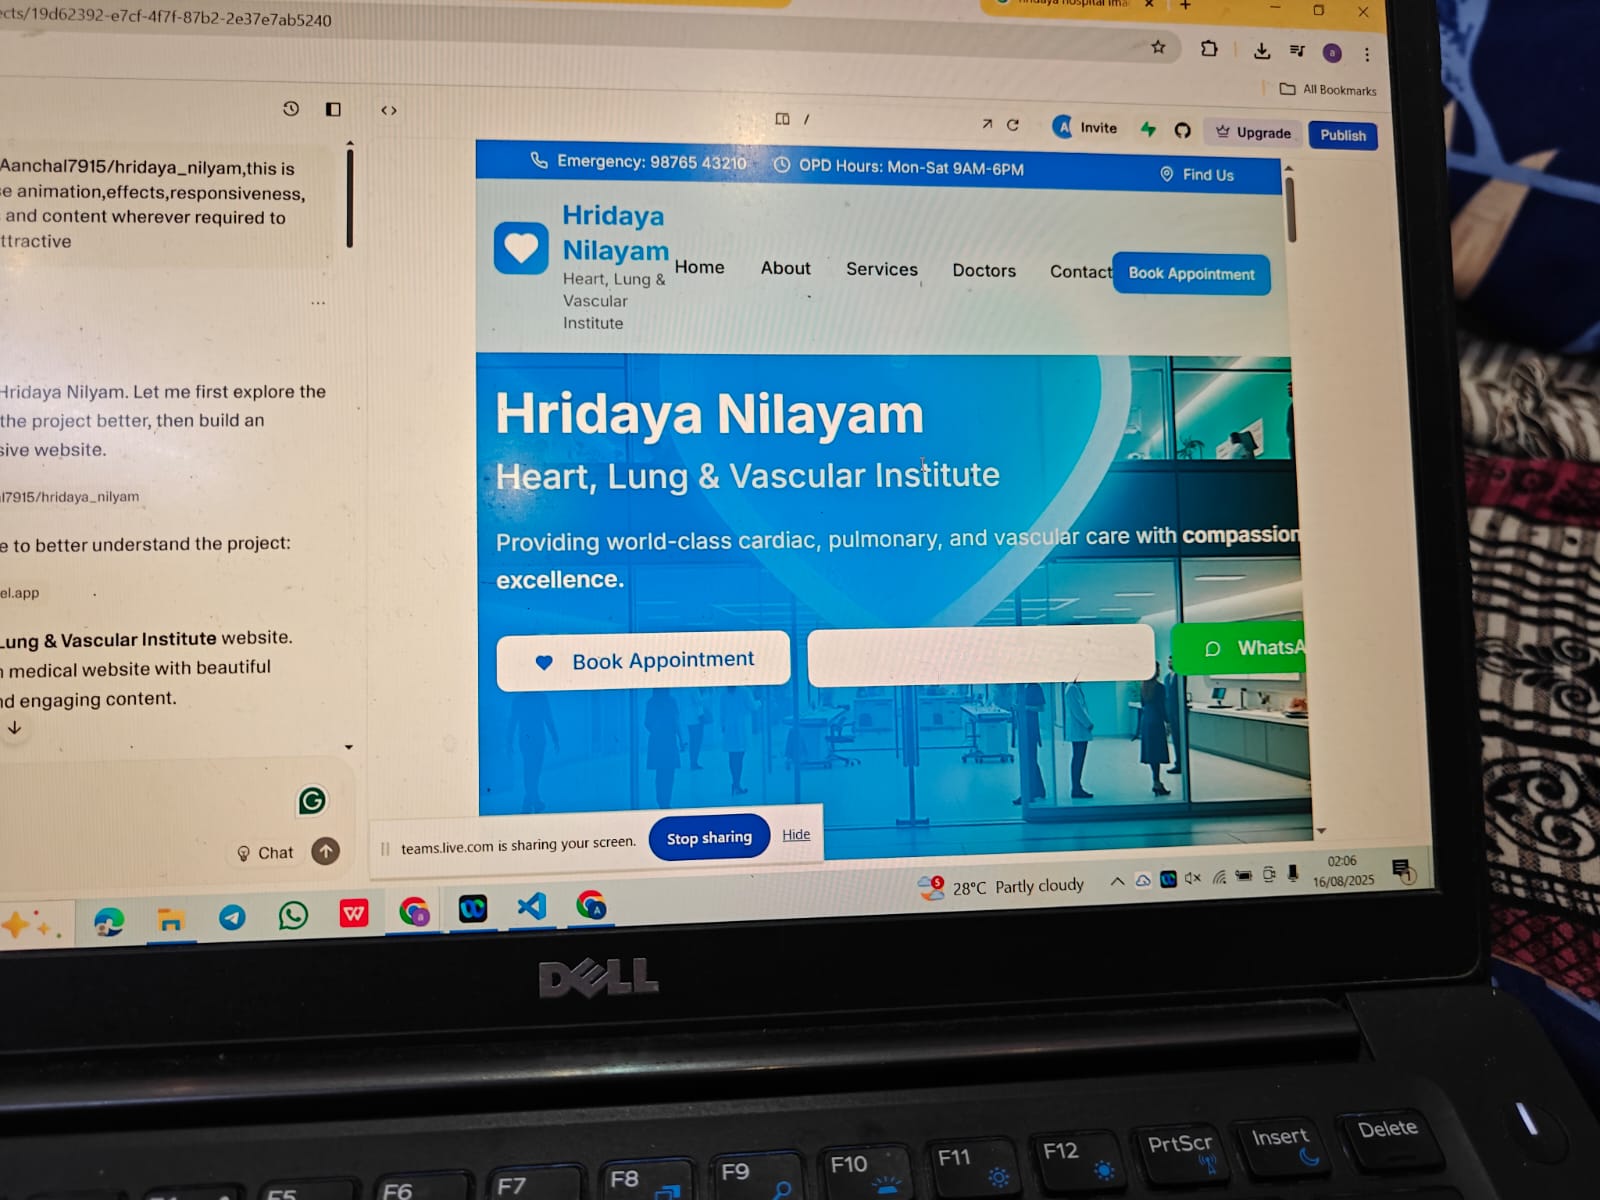 ects/19d62392-e7cf-4f7f-87b2-2e37e7ab5240
All Bookmarks
/
A
Invite
Upgrade
Publish
Aanchal7915/hridaya_nilyam,this is
e animation,effects,responsiveness,
and content wherever required to
ttractive
...
Hridaya Nilyam. Let me first explore the
the project better, then build an
sive website.
l7915/hridaya_nilyam
e to better understand the project:
el.app
Lung & Vascular Institute website.
medical website with beautiful
nd engaging content.
Chat
Emergency: 98765 43210
OPD Hours: Mon-Sat 9AM-6PM
Find Us
Hridaya
Nilayam
Heart, Lung &
Vascular
Institute
Home
About
Services
Doctors
Contact
Book Appointment
Hridaya Nilayam
Heart, Lung & Vascular Institute
Providing world-class cardiac, pulmonary, and vascular care with compassion
excellence.
Book Appointment
WhatsA
teams.live.com is sharing your screen.
Stop sharing
Hide
5
28°C Partly cloudy
02:06
16/08/2025
1
DELL
F5
F6
F7
F8
F9
F10
F11
F12
PrtScr
Insert
Delete